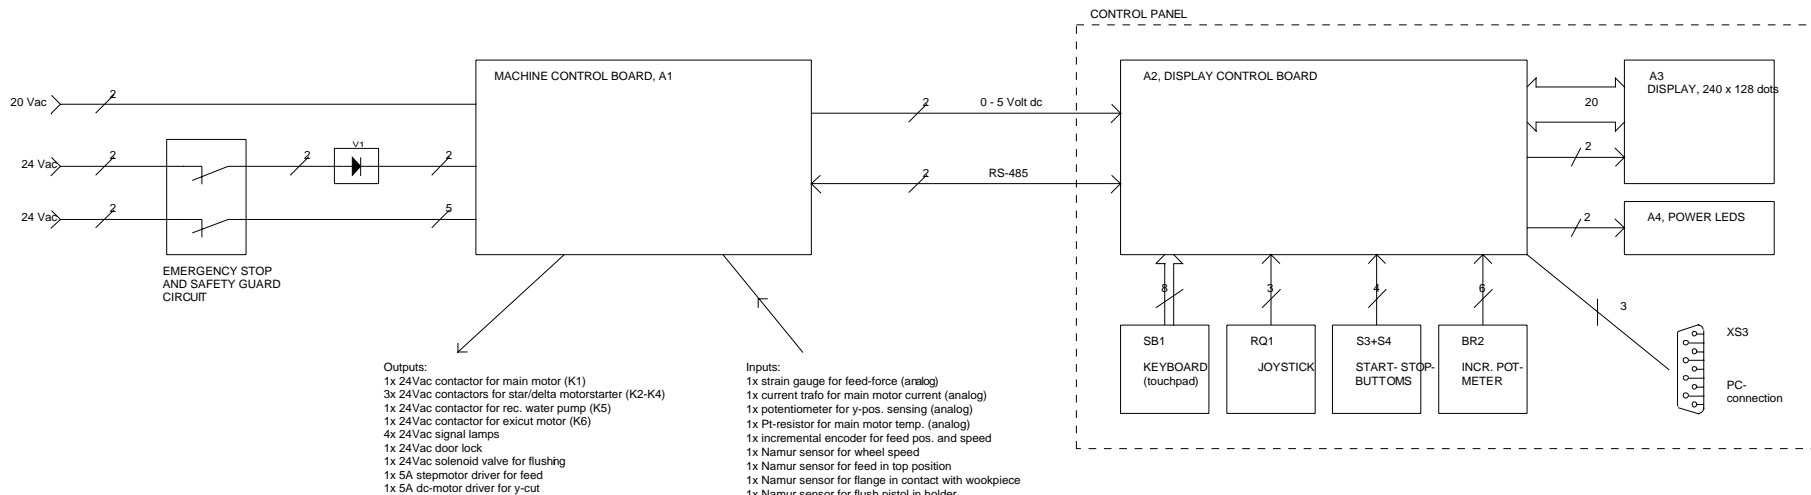 CONTROL PANEL
MACHINE CONTROL BOARD, A1
A2, DISPLAY CONTROL BOARD
A3
DISPLAY, 240 x 128 dots
20 Vac
2
2
0 - 5 Volt dc
20
24 Vac
2
2
V1
2
2
RS-485
2
24 Vac
2
5
2
A4, POWER LEDS
EMERGENCY STOP
AND SAFETY GUARD
CIRCUIT
8
3
4
6
3
SB1
KEYBOARD
(touchpad)
RQ1
JOYSTICK
S3+S4
START- STOP-
BUTTOMS
BR2
INCR. POT-
METER
XS3
PC-
connection
Outputs:
1x 24Vac contactor for main motor (K1)
3x 24Vac contactors for star/delta motorstarter (K2-K4)
1x 24Vac contactor for rec. water pump (K5)
1x 24Vac contactor for exicut motor (K6)
4x 24Vac signal lamps
1x 24Vac door lock
1x 24Vac solenoid valve for flushing
1x 5A stepmotor driver for feed
1x 5A dc-motor driver for y-cut
Inputs:
1x strain gauge for feed-force (analog)
1x current trafo for main motor current (analog)
1x potentiometer for y-pos. sensing (analog)
1x Pt-resistor for main motor temp. (analog)
1x incremental encoder for feed pos. and speed
1x Namur sensor for wheel speed
1x Namur sensor for feed in top position
1x Namur sensor for flange in contact with wookpiece
1x Namur sensor for flush pistol in holder